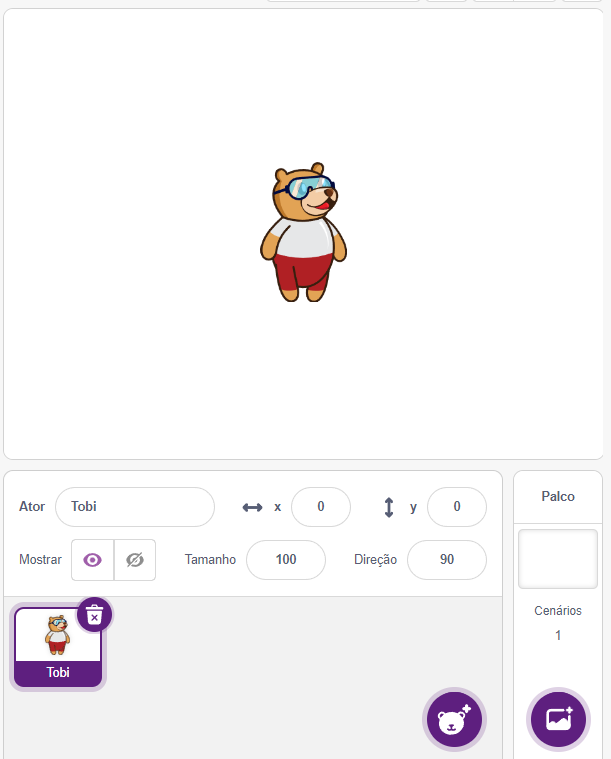 Ator Tobi x 0 y 0 Palco
Mostrar Tamanho 100 Direção 90
Cenários
1
Tobi